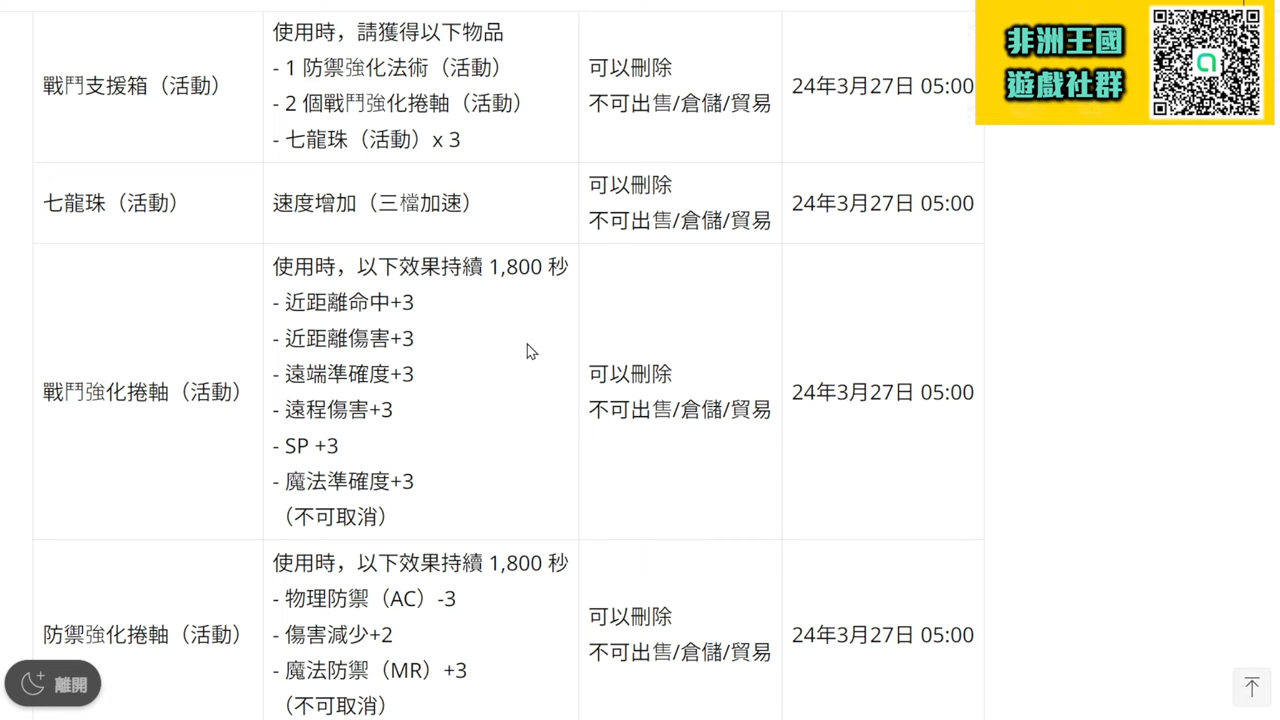 使用時，請獲得以下物品
- 1 防禦強化法術（活動）
戰鬥支援箱（活動）
- 2 個戰鬥強化捲軸（活動）
- 七龍珠（活動）x 3
可以刪除
不可出售/倉儲/貿易
24年3月27日 05:00
非洲王國
遊戲社群
七龍珠（活動）
速度增加（三檔加速）
可以刪除
不可出售/倉儲/貿易
24年3月27日 05:00
戰鬥強化捲軸（活動）
使用時，以下效果持續 1,800 秒
- 近距離命中+3
- 近距離傷害+3
- 遠端準確度+3
- 遠程傷害+3
- SP +3
- 魔法準確度+3
（不可取消）
可以刪除
不可出售/倉儲/貿易
24年3月27日 05:00
防禦強化捲軸（活動）
使用時，以下效果持續 1,800 秒
- 物理防禦（AC）-3
- 傷害減少+2
- 魔法防禦（MR）+3
（不可取消）
可以刪除
不可出售/倉儲/貿易
24年3月27日 05:00
離開